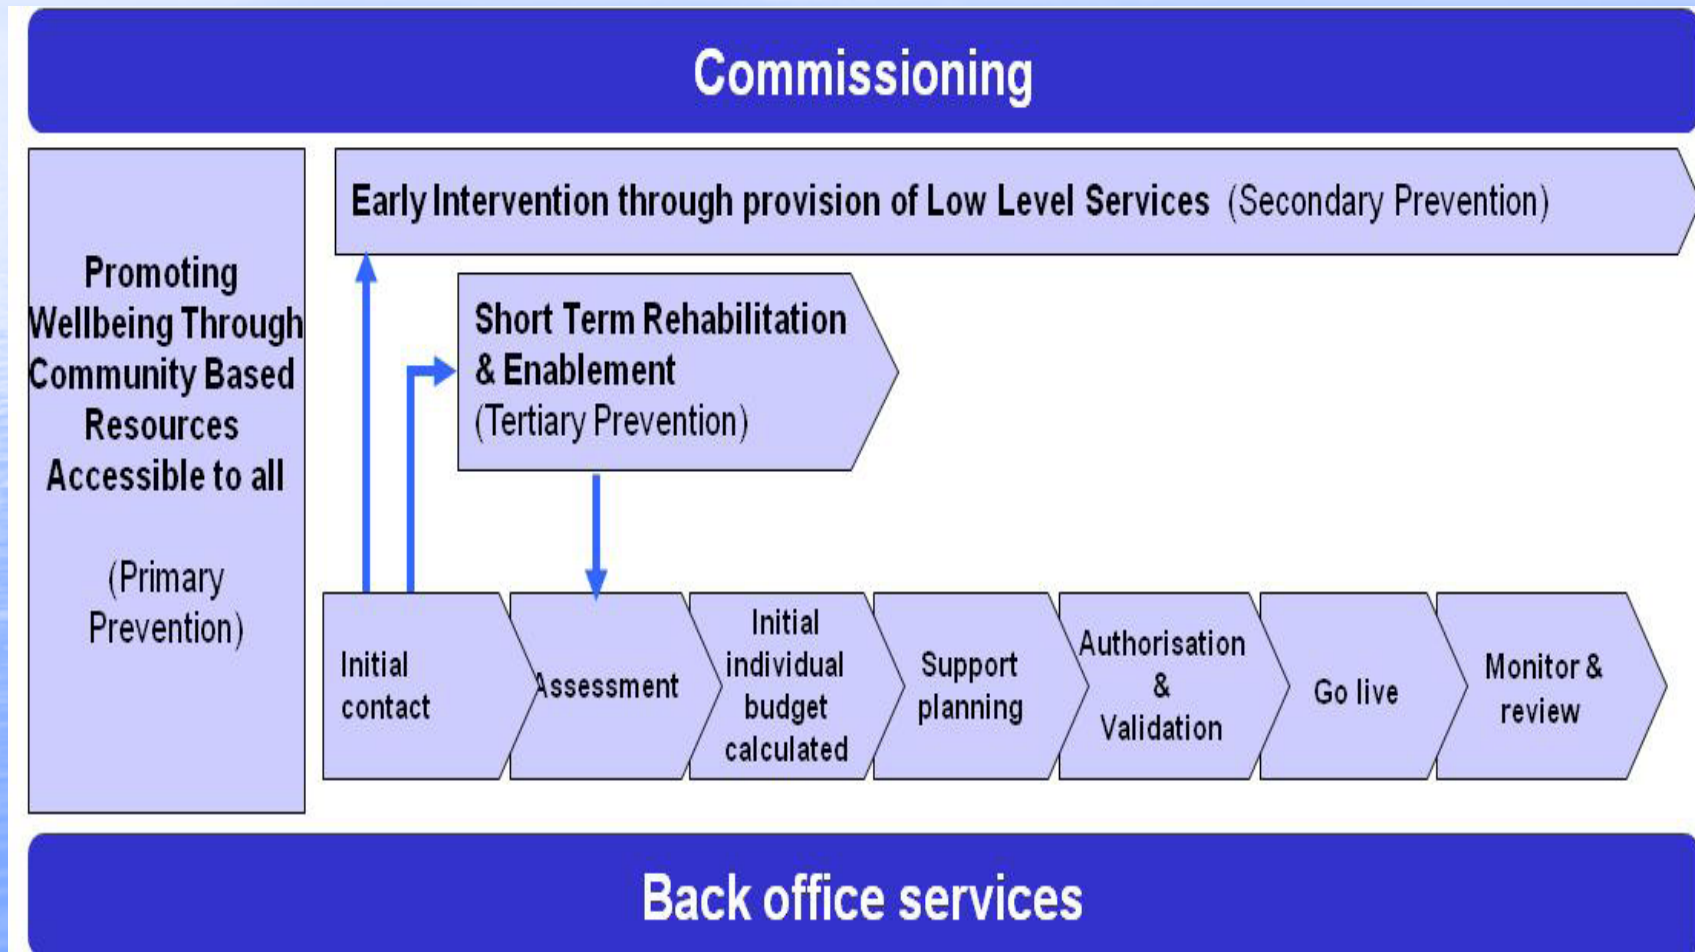 Commissioning
Promoting
Wellbeing Through
Community Based
Resources
Accessible to all
(Primary
Prevention)
Early Intervention through provision of Low Level Services (Secondary Prevention)
Short Term Rehabilitation
& Enablement
(Tertiary Prevention)
Initial
contact
Assessment
Initial
individual
budget
calculated
Support
planning
Authorisation
&
Validation
Go live
Monitor &
review
Back office services